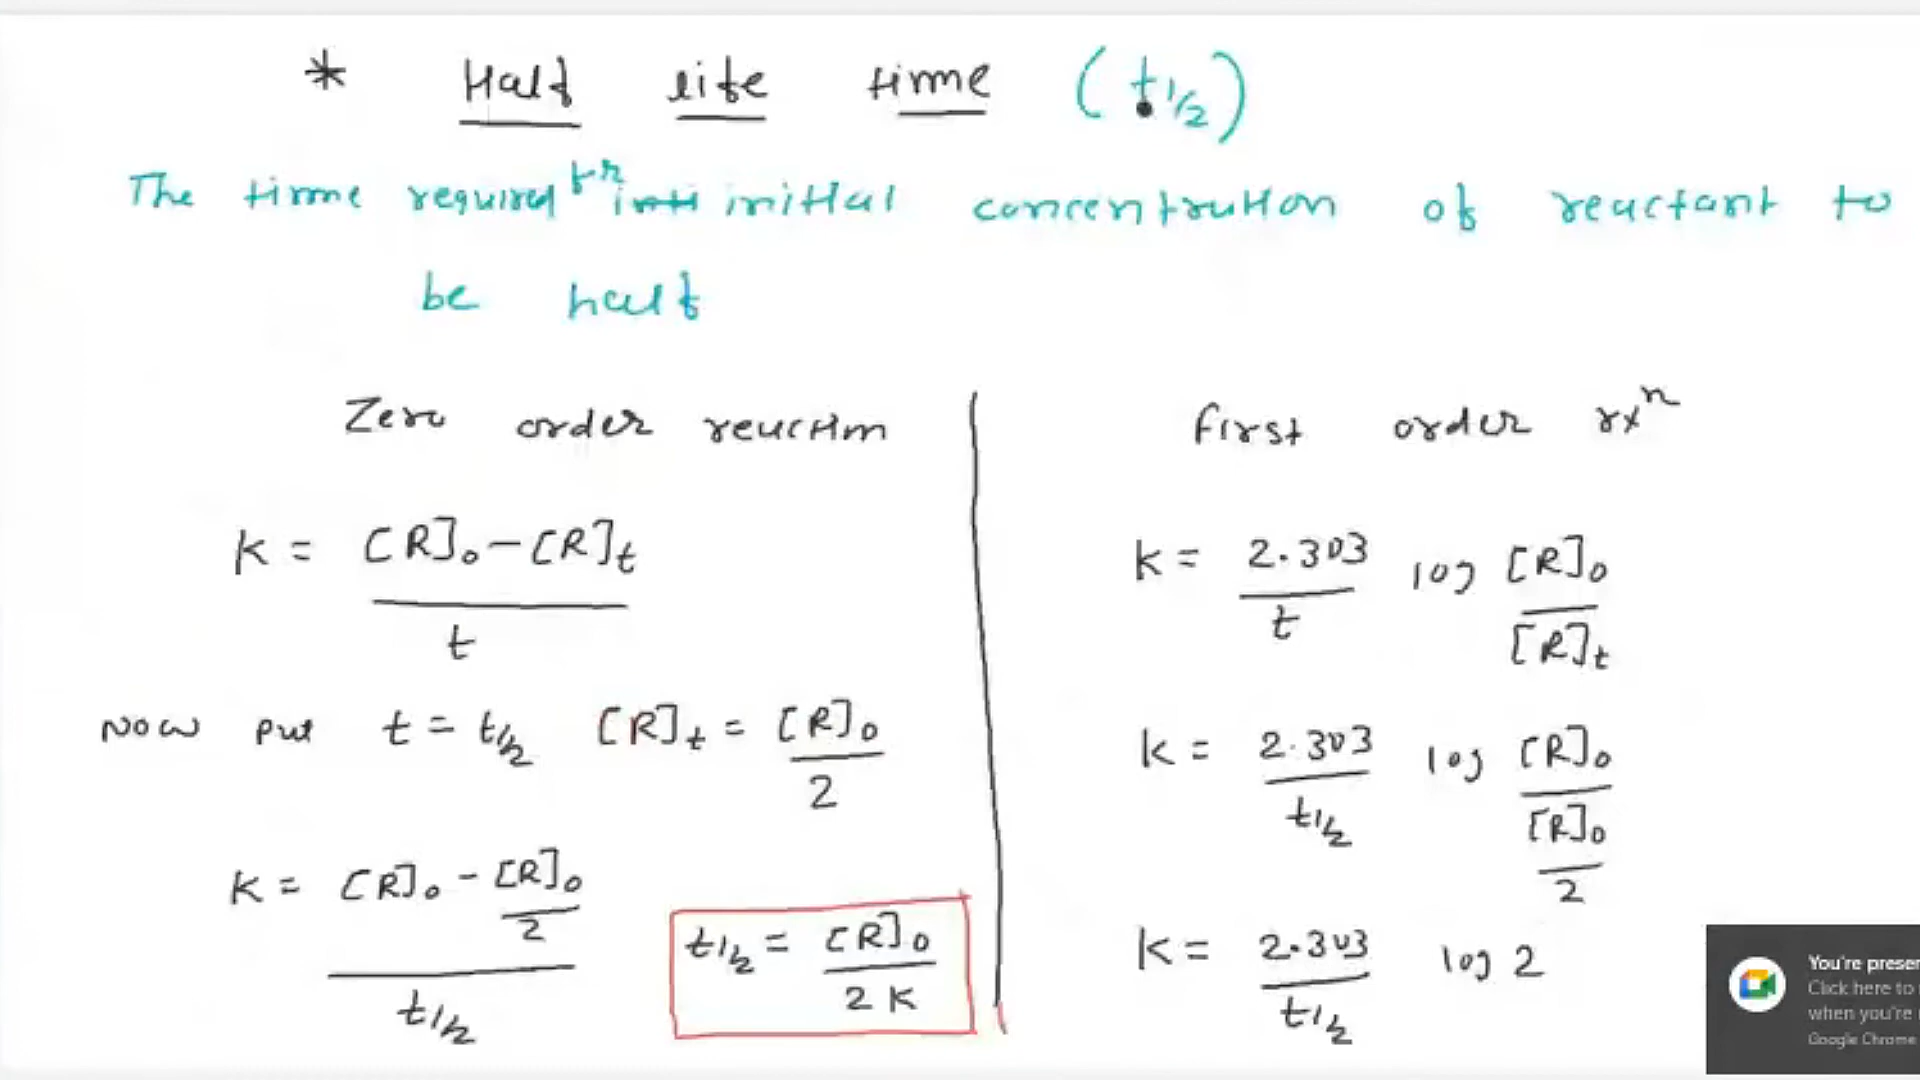 * Half life time (t1/2)
The time required fr initial concentration of reactant to
be half
Zero order reaction
K = [R]₀ - [R]t / t
Now put t = t1/2 [R]t = [R]₀ / 2
K = [R]₀ - [R]₀/2 / t1/2
t1/2 = [R]₀ / 2K
First order rxⁿ
k = 2.303 / t log [R]₀ / [R]t
k = 2.303 / t1/2 log [R]₀ / [R]₀/2
k = 2.303 / t1/2 log 2
You're presen
Click here to
when you're
Google Chrome